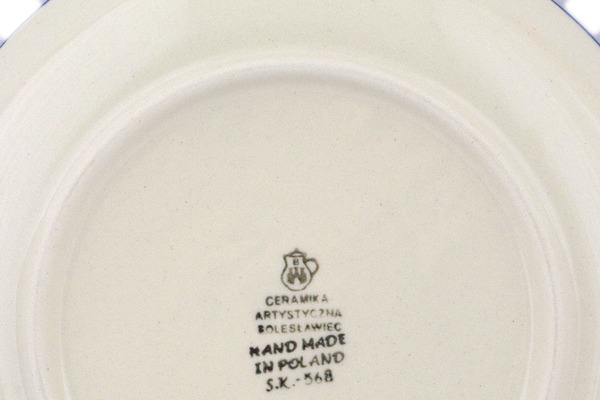 B
CERAMIKA
ARTYSTYCZNA
BOLESŁAWIEC
HAND MADE
IN POLAND
S.K.-568